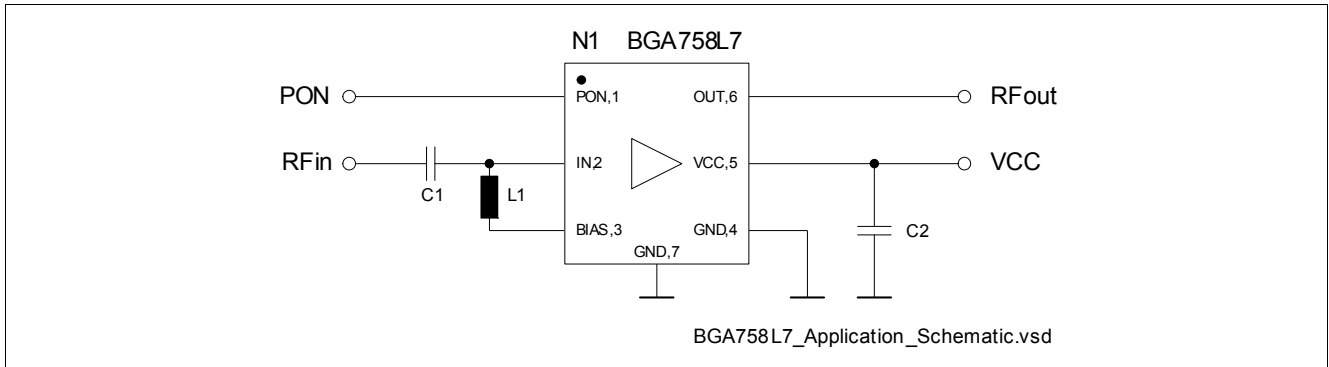 N1 BGA758L7
PON
PON,1
OUT,6
RFout
RFin
C1
L1
IN,2
VCC,5
VCC
BIAS,3
GND,4
C2
GND,7
BGA758L7_Application_Schematic.vsd